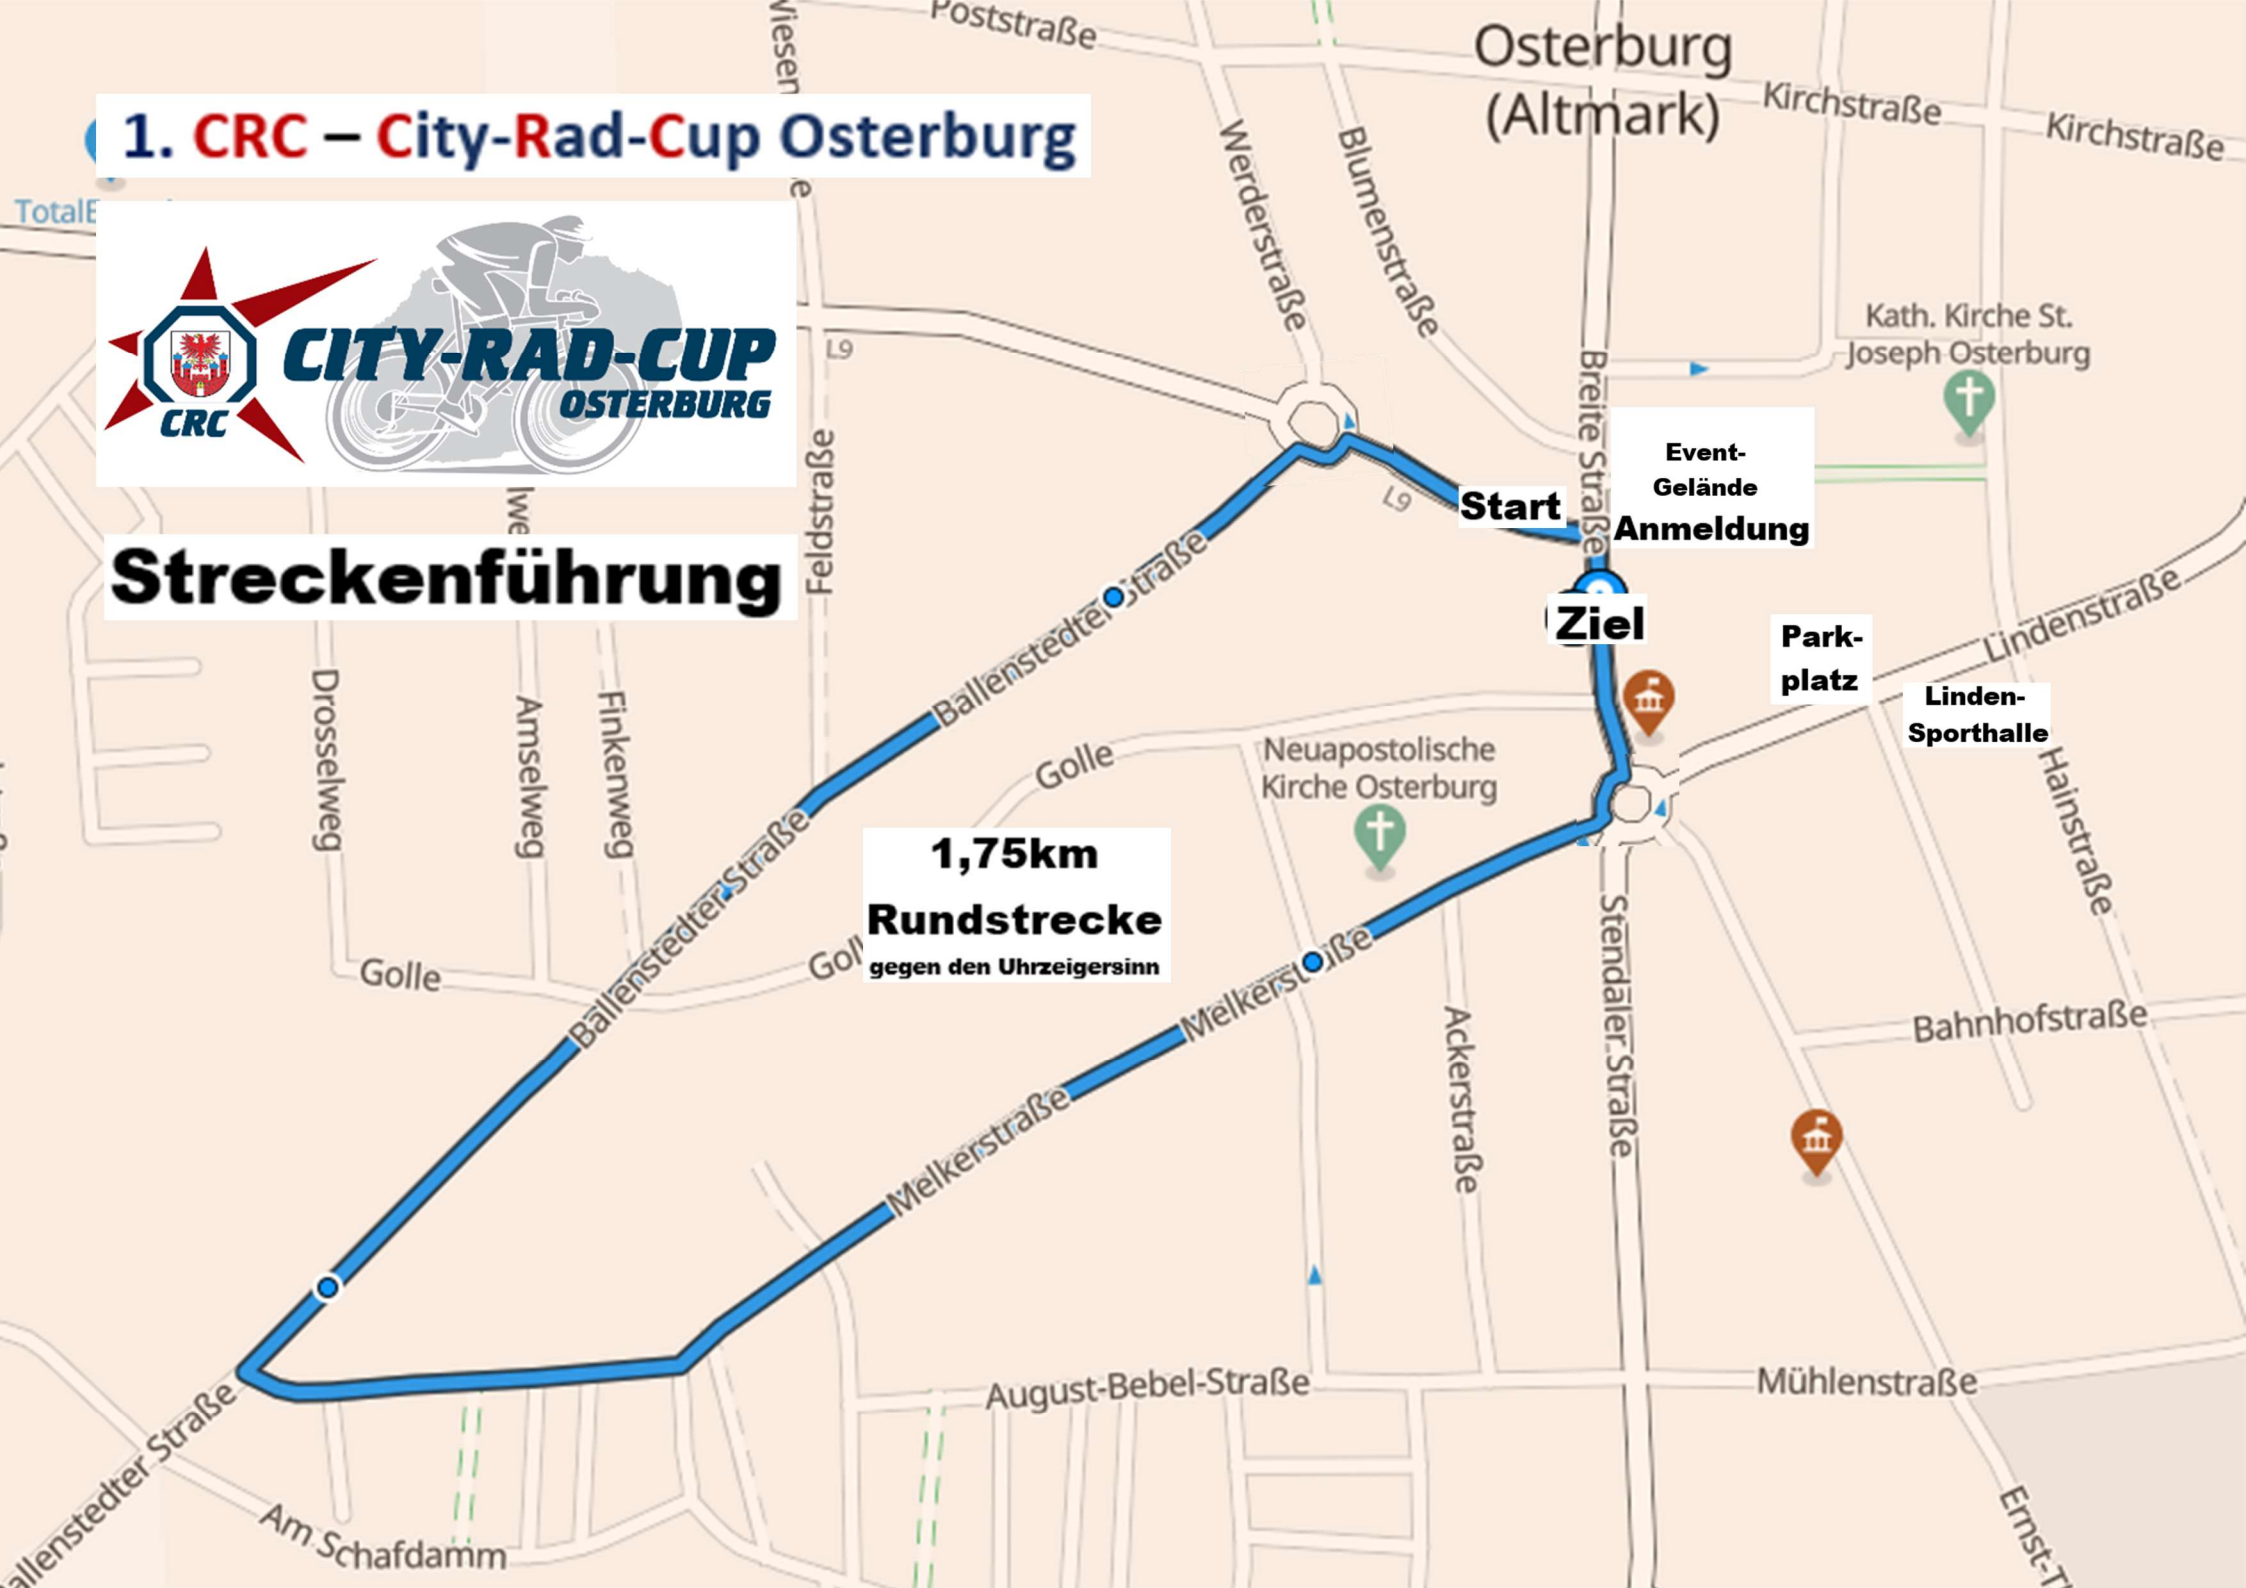 Poststraße
Osterburg
(Altmark)
Kirchstraße
Kirchstraße
1. CRC – City-Rad-Cup Osterburg
Werderstraße
Blumenstraße
CITY-RAD-CUP
OSTERBURG
CRC
L9
Kath. Kirche St.
Joseph Osterburg
Breite Straße
Feldstraße
Event-
Gelände
Anmeldung
L9
Start
Streckenführung
Ballenstedter Straße
Ziel
Lindenstraße
Park-
platz
Linden-
Sporthalle
Drosselweg
Amselweg
Finkenweg
Golle
Neuapostolische
Kirche Osterburg
Hainstraße
1,75km
Rundstrecke
gegen den Uhrzeigersinn
Ballenstedter Straße
Golle
Melkerstraße
Stendaler Straße
Ackerstraße
Bahnhofstraße
Melkerstraße
August-Bebel-Straße
Mühlenstraße
Ballenstedter Straße
Am Schafdamm